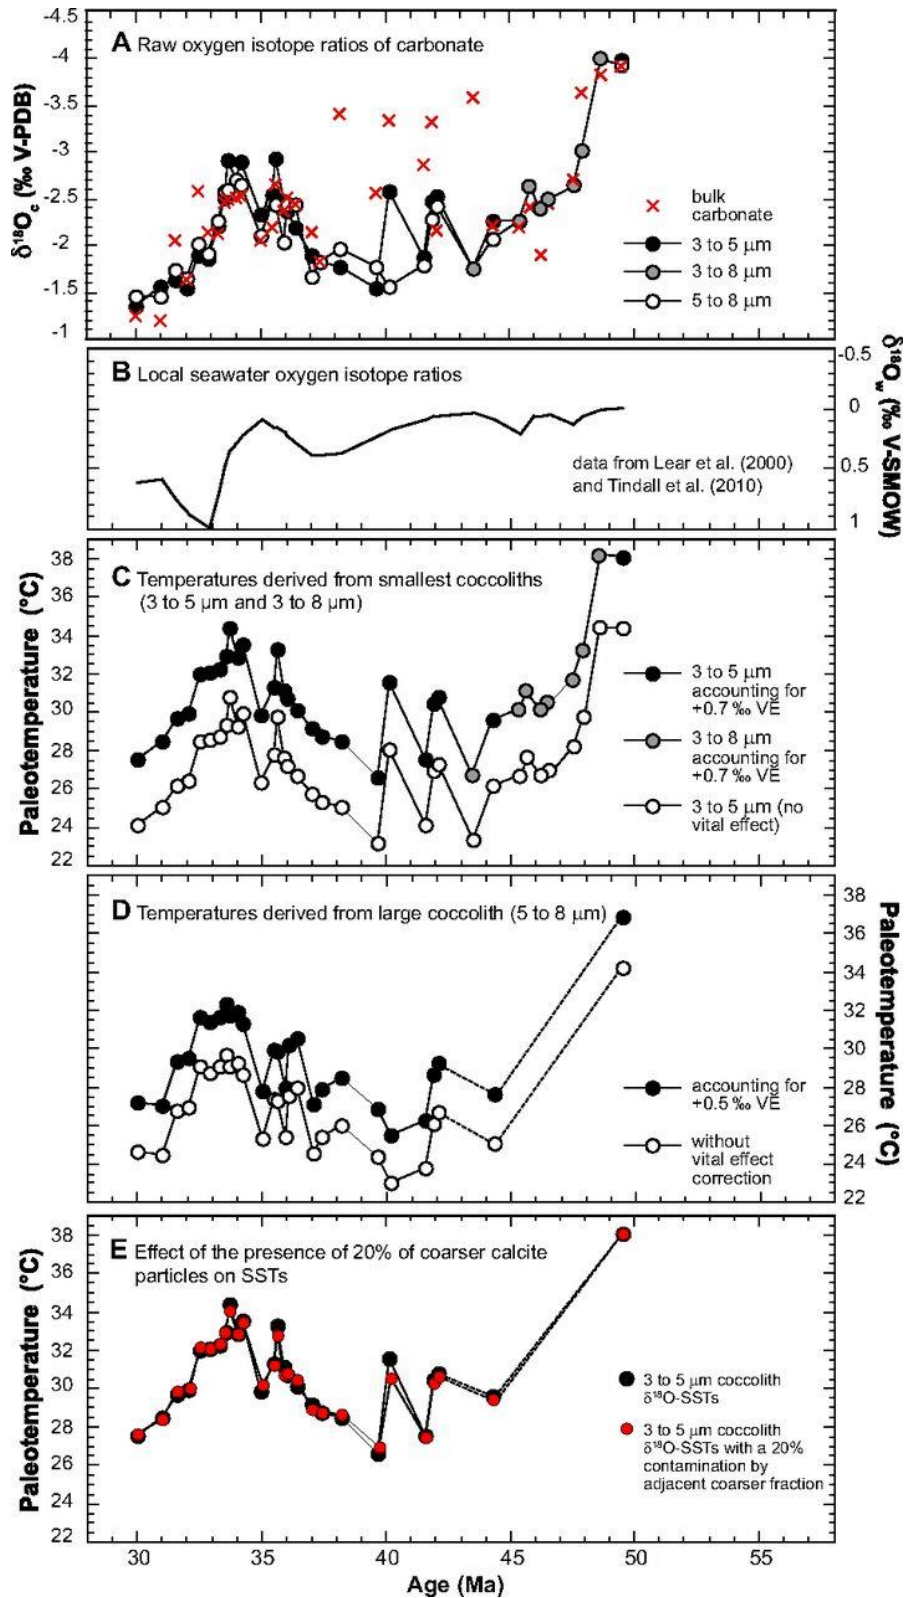 -4.5
A Raw oxygen isotope ratios of carbonate
-4
-3.5
-3
-2.5
-2
-1.5
-1
δ¹⁸Oc (‰ V-PDB)
bulk
carbonate
3 to 5 µm
3 to 8 µm
5 to 8 µm
B Local seawater oxygen isotope ratios
data from Lear et al. (2000)
and Tindall et al. (2010)
-0.5
0
0.5
1
δ¹⁸Ow (‰ V-SMOW)
38
36
34
32
30
28
26
24
22
Paleotemperature (°C)
C Temperatures derived from smallest coccoliths
(3 to 5 µm and 3 to 8 µm)
3 to 5 µm
accounting for
+0.7 ‰ VE
3 to 8 µm
accounting for
+0.7 ‰ VE
3 to 5 µm (no
vital effect)
D Temperatures derived from large coccolith (5 to 8 µm)
38
36
34
32
30
28
26
24
22
Paleotemperature (°C)
accounting for
+0.5 ‰ VE
without
vital effect
correction
38
36
34
32
30
28
26
24
22
Paleotemperature (°C)
E Effect of the presence of 20% of coarser calcite
particles on SSTs
3 to 5 µm coccolith
δ¹⁸O-SSTs
3 to 5 µm coccolith
δ¹⁸O-SSTs with a 20%
contamination by
adjacent coarser fraction
30 35 40 45 50 55
Age (Ma)